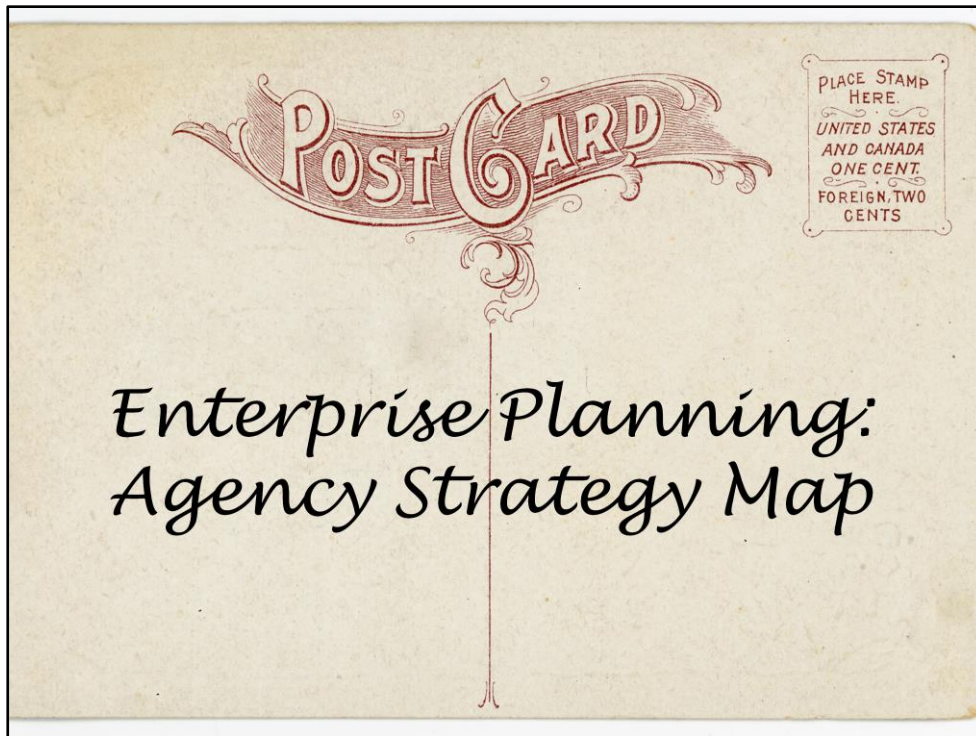 POST CARD
PLACE STAMP
HERE.
UNITED STATES
AND CANADA
ONE CENT.
FOREIGN, TWO
CENTS
Enterprise Planning:
Agency Strategy Map